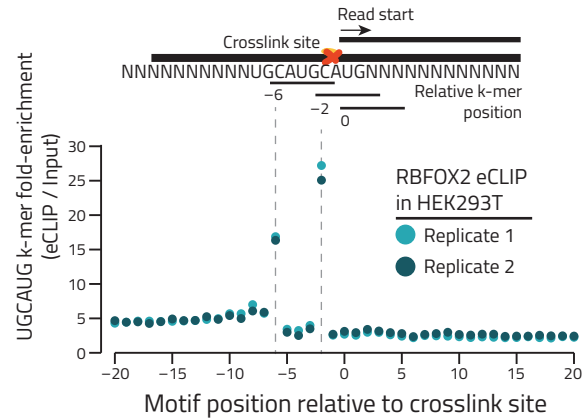 Read start
Crosslink site
NNNNNNNNNNNUGCAUGCAUGNNNNNNNNNNNN
−6
−2
0
Relative k-mer
position
UGCAUG k-mer fold-enrichment
(eCLIP / Input)
30
25
20
15
10
5
0
RBFOX2 eCLIP
in HEK293T
Replicate 1
Replicate 2
−20 −15 −10 −5 0 5 10 15 20
Motif position relative to crosslink site